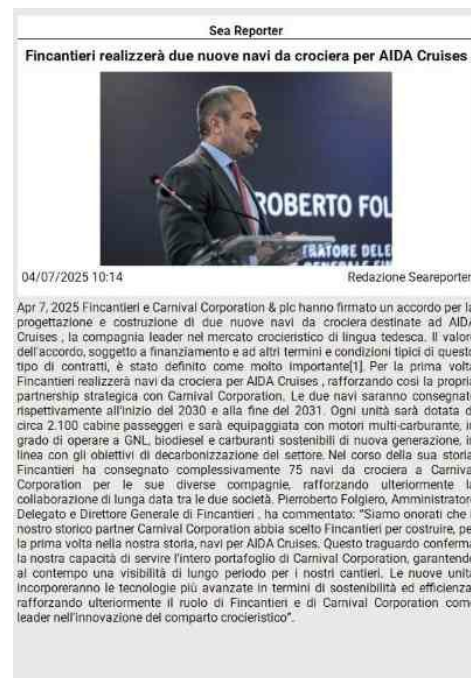 Sea Reporter
Fincantieri realizzerà due nuove navi da crociera per AIDA Cruises
ROBERTO FOL
TRATORE DELE
04/07/2025 10:14
Redazione Seareporter
Apr 7, 2025 Fincantieri e Carnival Corporation & plc hanno firmato un accordo per la
progettazione e costruzione di due nuove navi da crociera destinate ad AIDA
Cruises , la compagnia leader nel mercato crocieristico di lingua tedesca. Il valore
dell'accordo, soggetto a finanziamento e ad altri termini e condizioni tipici di questo
tipo di contratti, è stato definito come molto importante[1]. Per la prima volta
Fincantieri realizzerà navi da crociera per AIDA Cruises , rafforzando così la propria
partnership strategica con Carnival Corporation. Le due navi saranno consegnate
rispettivamente all'inizio del 2030 e alla fine del 2031. Ogni unità sarà dotata di
circa 2.100 cabine passeggeri e sarà equipaggiata con motori multi-carburante, in
grado di operare a GNL, biodiesel e carburanti sostenibili di nuova generazione, in
linea con gli obiettivi di decarbonizzazione del settore. Nel corso della sua storia,
Fincantieri ha consegnato complessivamente 75 navi da crociera a Carnival
Corporation per le sue diverse compagnie, rafforzando ulteriormente la
collaborazione di lunga data tra le due società. Pierroberto Folgiero, Amministratore
Delegato e Direttore Generale di Fincantieri , ha commentato: "Siamo onorati che il
nostro storico partner Carnival Corporation abbia scelto Fincantieri per costruire, per
la prima volta nella nostra storia, navi per AIDA Cruises. Questo traguardo conferma
la nostra capacità di servire l'intero portafoglio di Carnival Corporation, garantendo
al contempo una visibilità di lungo periodo per i nostri cantieri. Le nuove unità
incorporeranno le tecnologie più avanzate in termini di sostenibilità ed efficienza,
rafforzando ulteriormente il ruolo di Fincantieri e di Carnival Corporation come
leader nell'innovazione del comparto crocieristico".